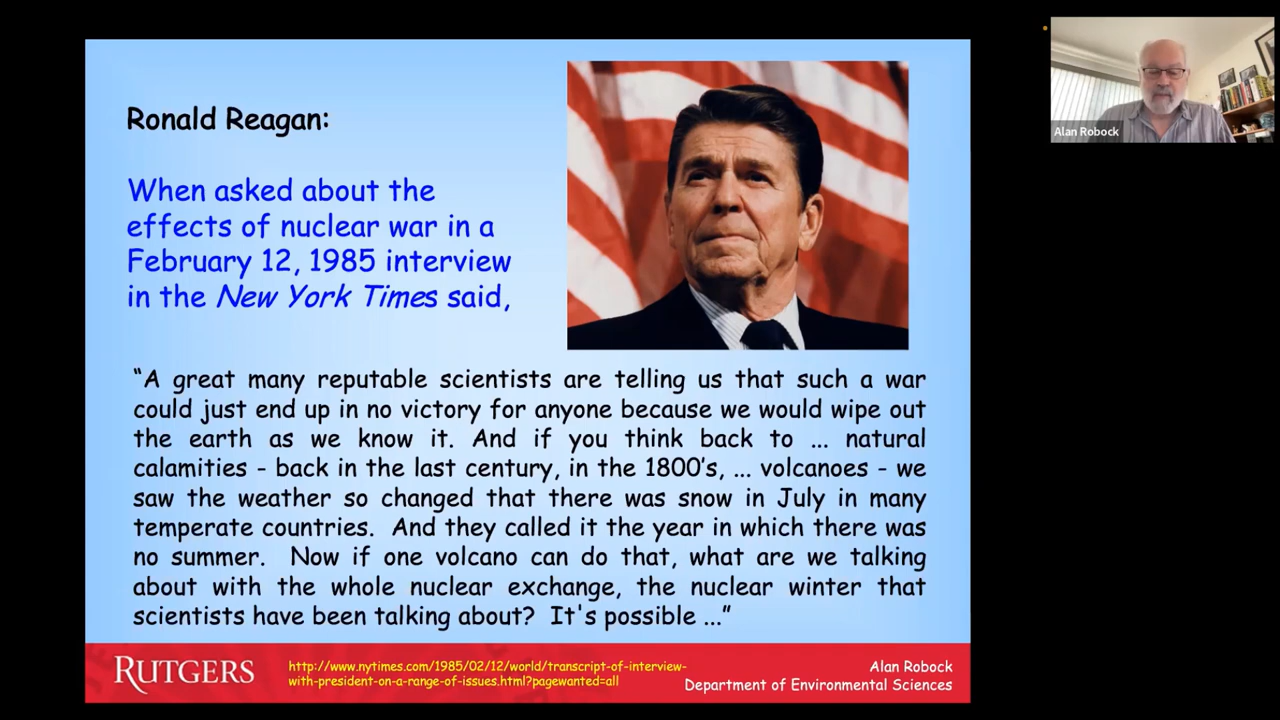 Ronald Reagan:
When asked about the
effects of nuclear war in a
February 12, 1985 interview
in the New York Times said,
“A great many reputable scientists are telling us that such a war
could just end up in no victory for anyone because we would wipe out
the earth as we know it. And if you think back to ... natural
calamities - back in the last century, in the 1800’s, ... volcanoes - we
saw the weather so changed that there was snow in July in many
temperate countries. And they called it the year in which there was
no summer. Now if one volcano can do that, what are we talking
about with the whole nuclear exchange, the nuclear winter that
scientists have been talking about? It's possible ...”
RUTGERS
http://www.nytimes.com/1985/02/12/world/transcript-of-interview-
with-president-on-a-range-of-issues.html?pagewanted=all
Alan Robock
Department of Environmental Sciences
Alan Robock